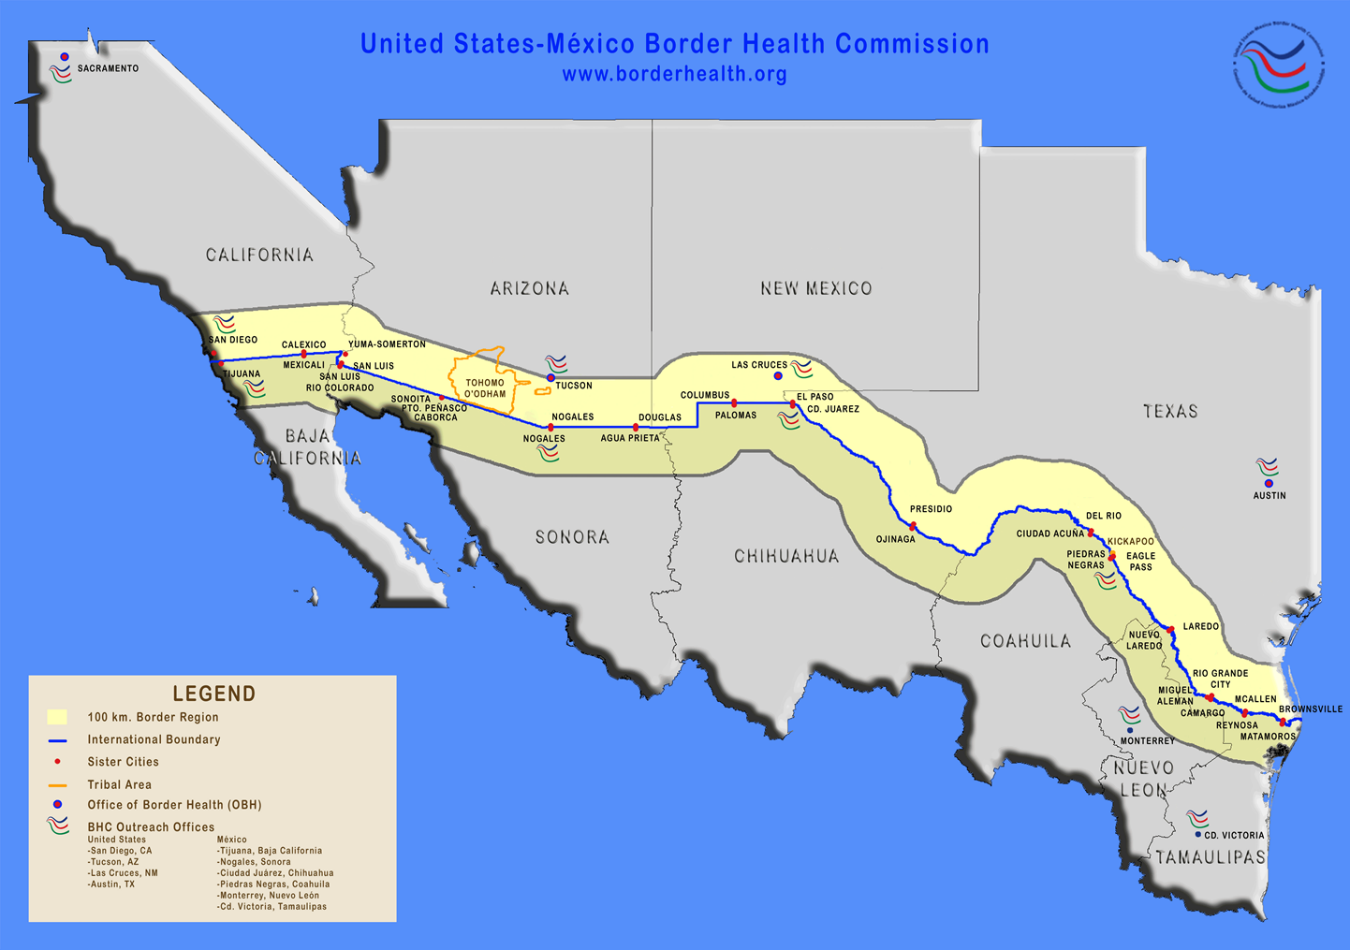 United States-México Border Health Commission
www.borderhealth.org
SACRAMENTO
CALIFORNIA
ARIZONA
NEW MEXICO
TEXAS
SAN DIEGO
TIJUANA
CALEXICO
MEXICALI
YUMA-SOMERTON
SAN LUIS
SAN LUIS
RIO COLORADO
SONOITA
PTO. PEÑASCO
CABORCA
TOHOMO
O'ODHAM
TUCSON
NOGALES
NOGALES
DOUGLAS
AGUA PRIETA
COLUMBUS
PALOMAS
LAS CRUCES
EL PASO
CD. JUAREZ
PRESIDIO
OJINAGA
AUSTIN
DEL RIO
CIUDAD ACUÑA
KICKAPOO
PIEDRAS
NEGRAS
EAGLE
PASS
LAREDO
NUEVO
LAREDO
RIO GRANDE
CITY
MIGUEL
ALEMAN
CAMARGO
MCALLEN
REYNOSA
BROWNSVILLE
MATAMOROS
MONTERREY
CD. VICTORIA
BAJA
CALIFORNIA
SONORA
CHIHUAHUA
COAHUILA
NUEVO
LEON
TAMAULIPAS
LEGEND
100 km. Border Region
International Boundary
Sister Cities
Tribal Area
Office of Border Health (OBH)
BHC Outreach Offices
United States
-San Diego, CA
-Tucson, AZ
-Las Cruces, NM
-Austin, TX
México
-Tijuana, Baja California
-Nogales, Sonora
-Ciudad Juárez, Chihuahua
-Piedras Negras, Coahuila
-Monterrey, Nuevo León
-Cd. Victoria, Tamaulipas